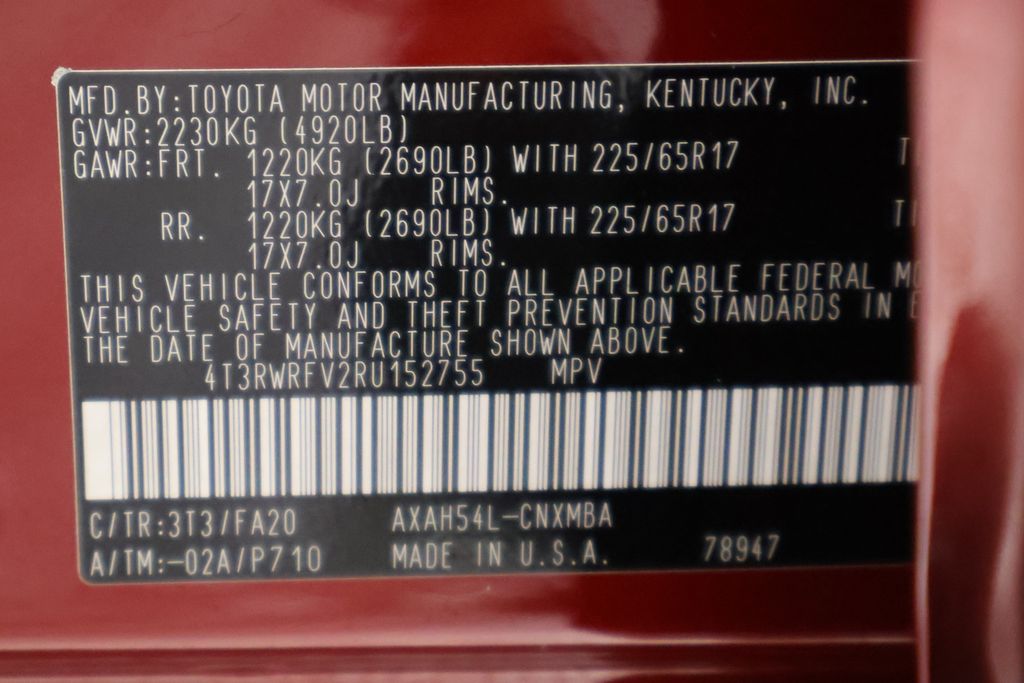 MFD.BY:TOYOTA MOTOR MANUFACTURING, KENTUCKY, INC.
GVWR:2230KG (4920LB)
GAWR:FRT. 1220KG (2690LB) WITH 225/65R17
17X7.0J RIMS.
RR. 1220KG (2690LB) WITH 225/65R17
17X7.0J RIMS.
THIS VEHICLE CONFORMS TO ALL APPLICABLE FEDERAL
VEHICLE SAFETY AND THEFT PREVENTION STANDARDS IN
THE DATE OF MANUFACTURE SHOWN ABOVE.
4T3RWRFV2RU152755 MPV
C/TR:3T3/FA20 AXAH54L-CNXMBA
A/TM:-02A/P710 MADE IN U.S.A. 78947